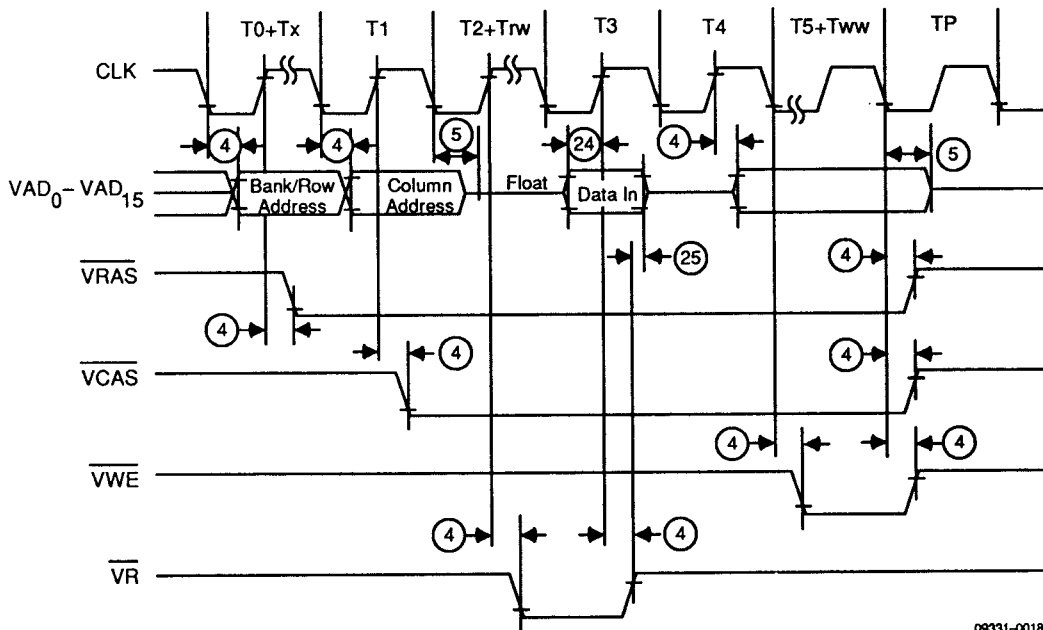 T0+Tx T1 T2+Trw T3 T4 T5+Tww TP
CLK
4 4 5 24 4 5
VAD0–VAD15 Bank/Row Address Column Address Float Data In
25
VRAS 4
4
VCAS 4 4
VWE 4 4
4 4
VR
09331-0018